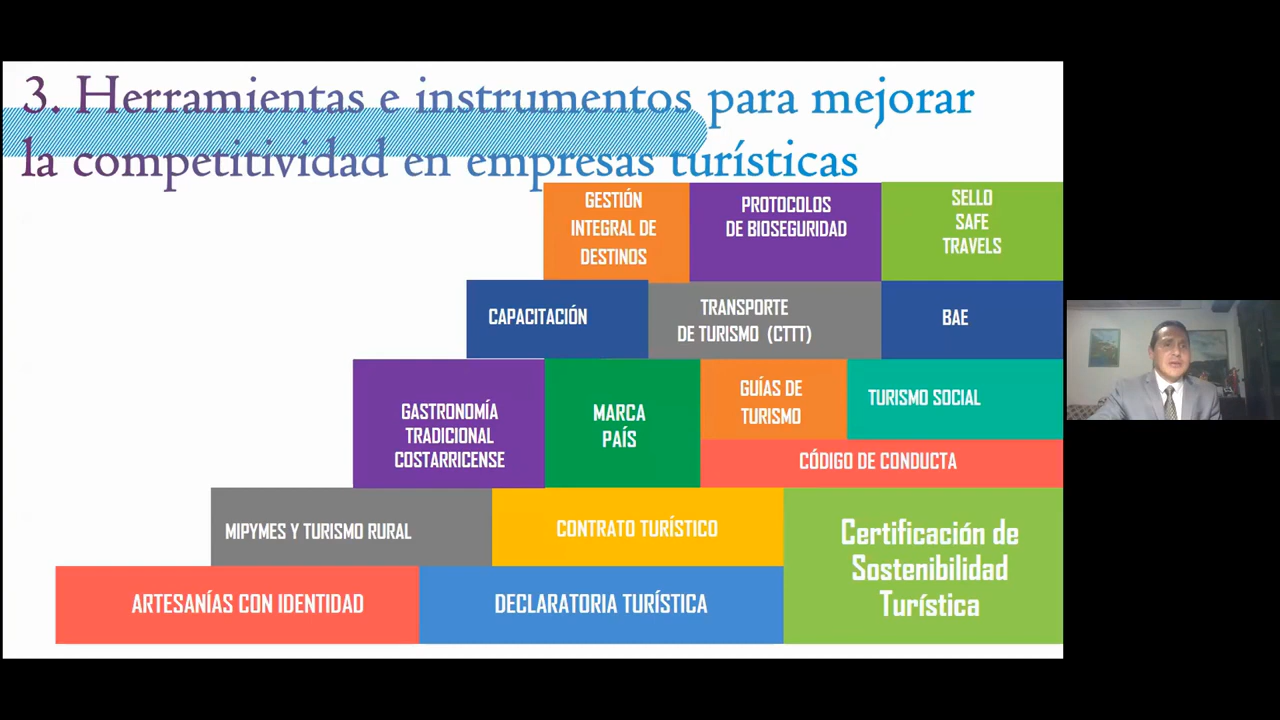 3. Herramientas e instrumentos para mejorar
la competitividad en empresas turísticas
GESTIÓN
INTEGRAL DE
DESTINOS
PROTOCOLOS
DE BIOSEGURIDAD
SELLO
SAFE
TRAVELS
CAPACITACIÓN
TRANSPORTE
DE TURISMO (CTTT)
BAE
GASTRONOMÍA
TRADICIONAL
COSTARRICENSE
MARCA
PAÍS
GUÍAS DE
TURISMO
TURISMO SOCIAL
CÓDIGO DE CONDUCTA
MIPYMES Y TURISMO RURAL
CONTRATO TURÍSTICO
Certificación de
Sostenibilidad
Turística
ARTESANÍAS CON IDENTIDAD
DECLARATORIA TURÍSTICA